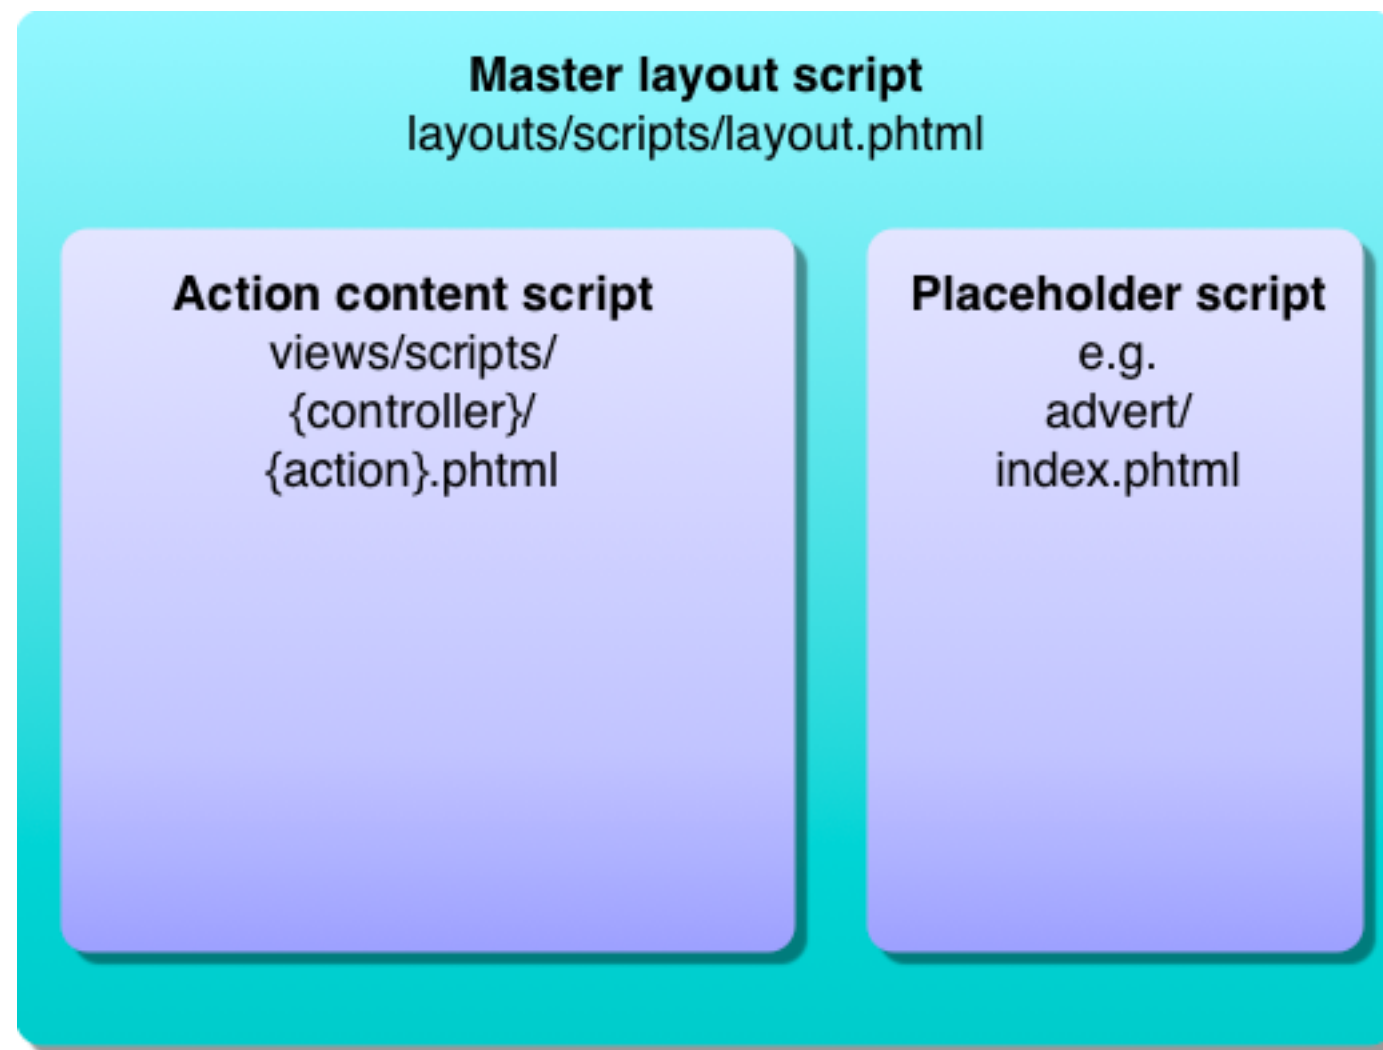 Master layout script
layouts/scripts/layout.phtml
Action content script
views/scripts/
{controller}/
{action}.phtml
Placeholder script
e.g.
advert/
index.phtml